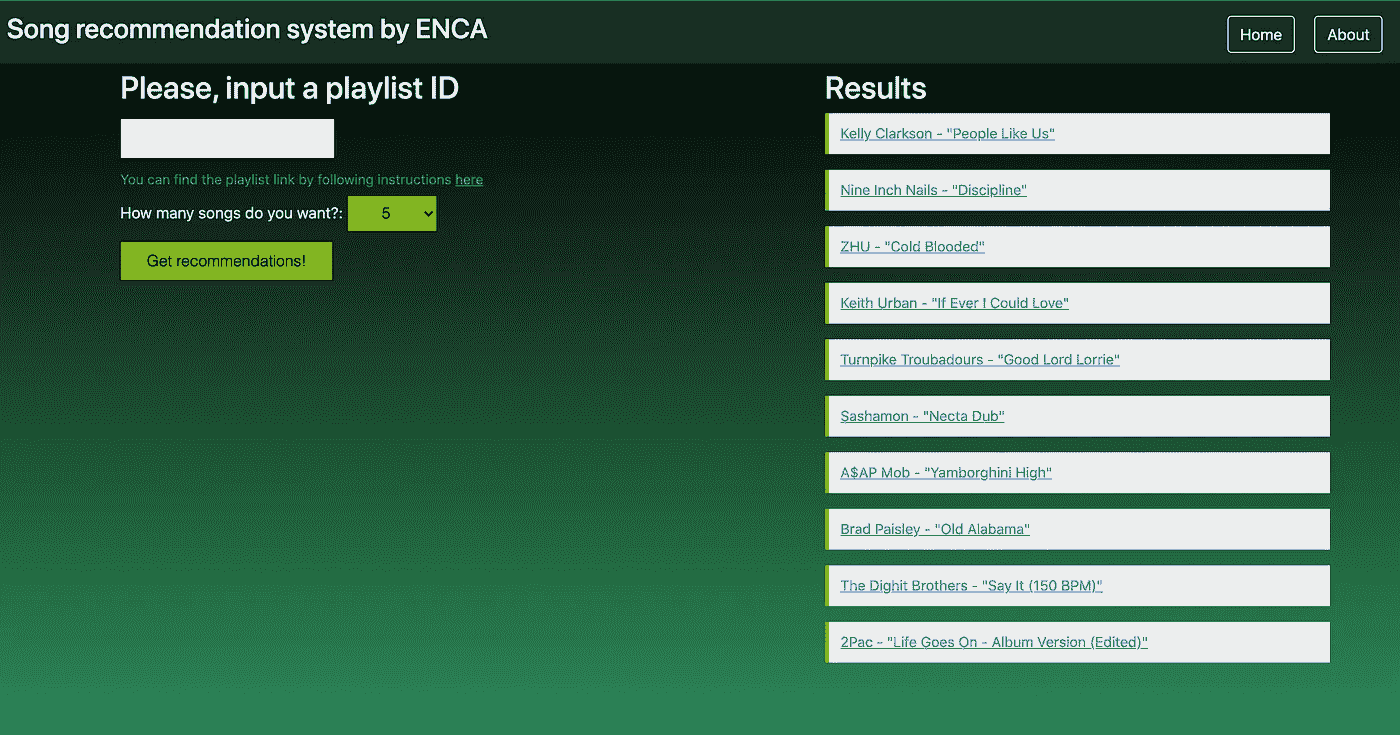 Song recommendation system by ENCA
Home
About
Please, input a playlist ID
You can find the playlist link by following instructions here
How many songs do you want?: 5
Get recommendations!
Results
Kelly Clarkson - "People Like Us"
Nine Inch Nails - "Discipline"
ZHU - "Cold Blooded"
Keith Urban - "If Ever I Could Love"
Turnpike Troubadours - "Good Lord Lorrie"
Sashamon - "Necta Dub"
A$AP Mob - "Yamborghini High"
Brad Paisley - "Old Alabama"
The Dighit Brothers - "Say It (150 BPM)"
2Pac - "Life Goes On - Album Version (Edited)"